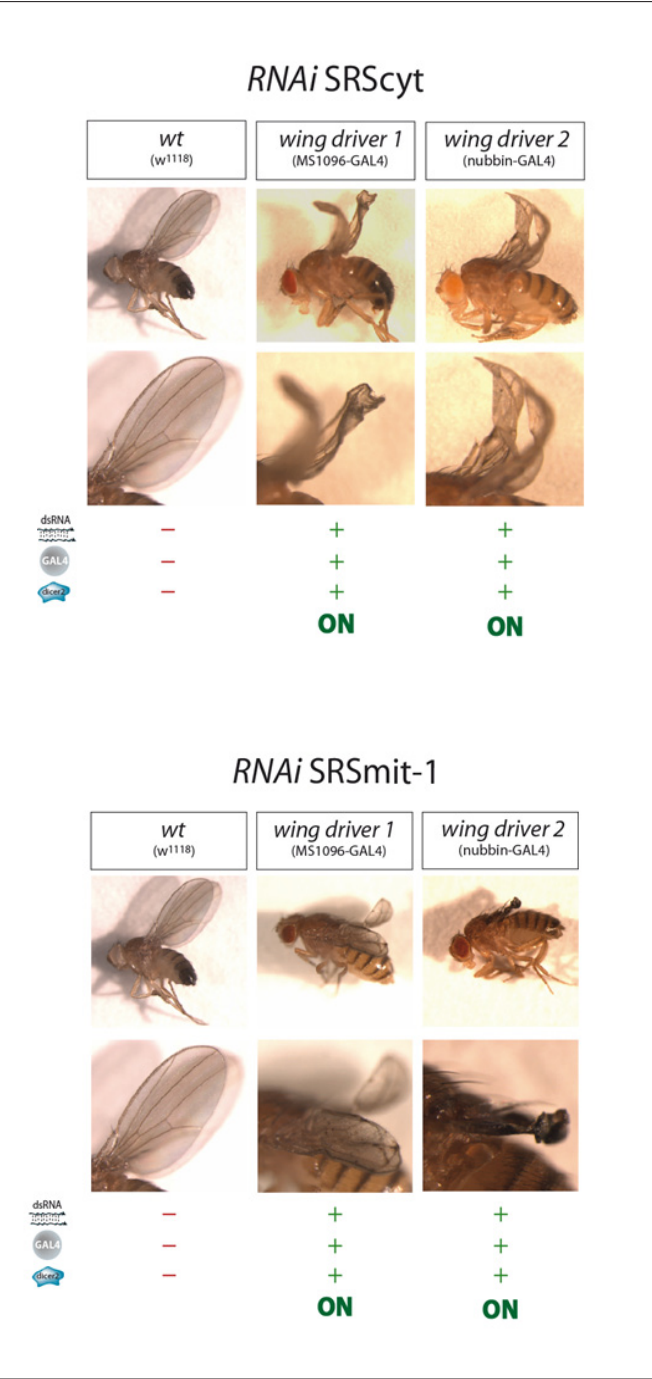 RNAi SRScyt
wt
(w1118)
wing driver 1
(MS1096-GAL4)
wing driver 2
(nubbin-GAL4)
dsRNA
− + +
GAL4
− + +
dicer2
− + +
ON ON
RNAi SRSmit-1
wt
(w1118)
wing driver 1
(MS1096-GAL4)
wing driver 2
(nubbin-GAL4)
dsRNA
− + +
GAL4
− + +
dicer2
− + +
ON ON